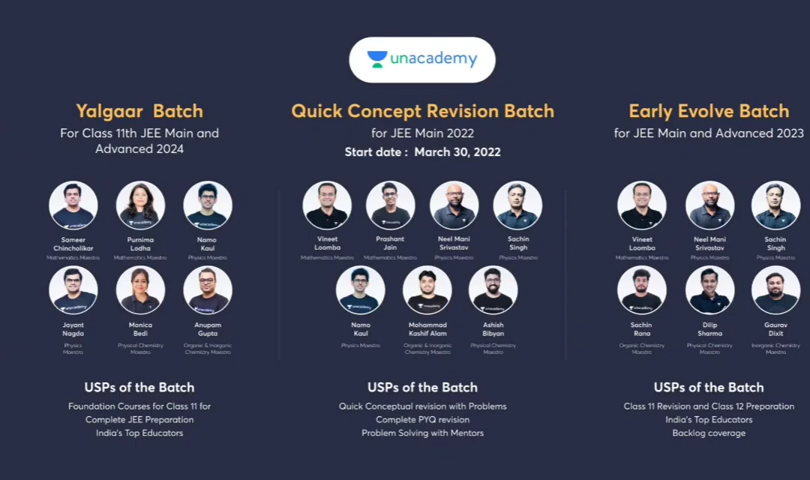 unacademy
Yalgaar Batch
For Class 11th JEE Main and
Advanced 2024
Sameer
Chincholikar
Mathematics Maestro
Purnima
Lodha
Mathematics Maestro
Namo
Kaul
Physics Maestro
Jayant
Nagda
Physics
Maestro
Monica
Bedi
Physical Chemistry
Maestro
Anupam
Gupta
Organic & Inorganic
Chemistry Maestro
USPs of the Batch
Foundation Courses for Class 11 for
Complete JEE Preparation
India's Top Educators
Quick Concept Revision Batch
for JEE Main 2022
Start date : March 30, 2022
Vineet
Loomba
Mathematics Maestro
Prashant
Jain
Mathematics Maestro
Neel Mani
Srivastav
Physics Maestro
Sachin
Singh
Physics Maestro
Namo
Kaul
Physics Maestro
Mohammad
Kashif Alam
Organic & Inorganic
Chemistry Maestro
Ashish
Bibyan
Physical Chemistry
Maestro
USPs of the Batch
Quick Conceptual revision with Problems
Complete PYQ revision
Problem Solving with Mentors
Early Evolve Batch
for JEE Main and Advanced 2023
Vineet
Loomba
Mathematics Maestro
Neel Mani
Srivastav
Physics Maestro
Sachin
Singh
Physics Maestro
Sachin
Rana
Organic Chemistry
Maestro
Dilip
Sharma
Physical Chemistry
Maestro
Gaurav
Dixit
Inorganic Chemistry
Maestro
USPs of the Batch
Class 11 Revision and Class 12 Preparation
India's Top Educators
Backlog coverage